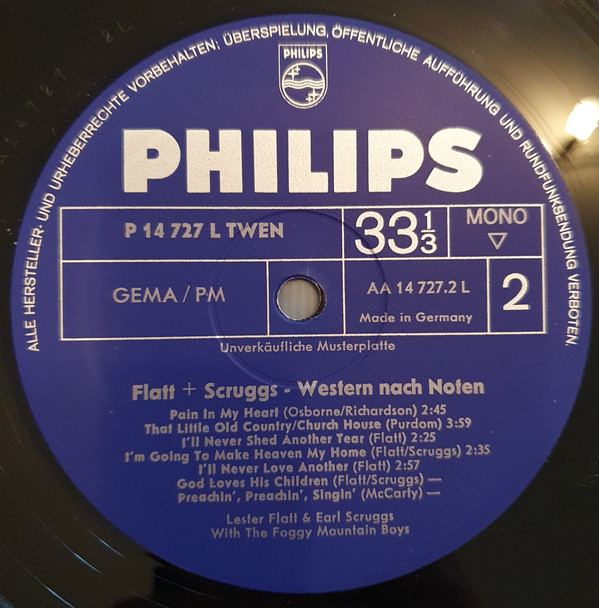 ALLE HERSTELLER- UND URHEBERRECHTE VORBEHALTEN; ÜBERSPIELUNG, ÖFFENTLICHE AUFFÜHRUNG UND RUNDFUNKSENDUNG VERBOTEN.
PHILIPS
PHILIPS
P 14 727 L TWEN
33 1/3
MONO
▽
GEMA / PM
AA 14 727.2 L
Made in Germany
2
Unverkäufliche Musterplatte
Flatt + Scruggs - Western nach Noten
Pain In My Heart (Osborne/Richardson) 2:45
That Little Old Country/Church House (Purdom) 3:59
I'll Never Shed Another Tear (Flatt) 2:25
I'm Going To Make Heaven My Home (Flatt/Scruggs) 2:35
I'll Never Love Another (Flatt) 2:57
God Loves His Children (Flatt/Scruggs) —
Preachin', Preachin', Singin' (McCarty) —
Lester Flatt & Earl Scruggs
With The Foggy Mountain Boys